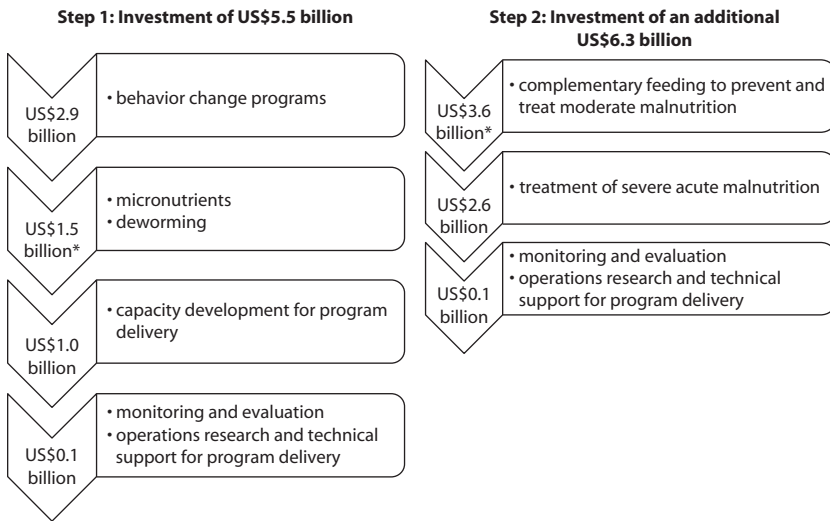 Step 1: Investment of US$5.5 billion
US$2.9
billion
• behavior change programs
US$1.5
billion*
• micronutrients
• deworming
US$1.0
billion
• capacity development for program
delivery
US$0.1
billion
• monitoring and evaluation
• operations research and technical
support for program delivery
Step 2: Investment of an additional
US$6.3 billion
US$3.6
billion*
• complementary feeding to prevent and
treat moderate malnutrition
US$2.6
billion
• treatment of severe acute malnutrition
US$0.1
billion
• monitoring and evaluation
• operations research and technical
support for program delivery